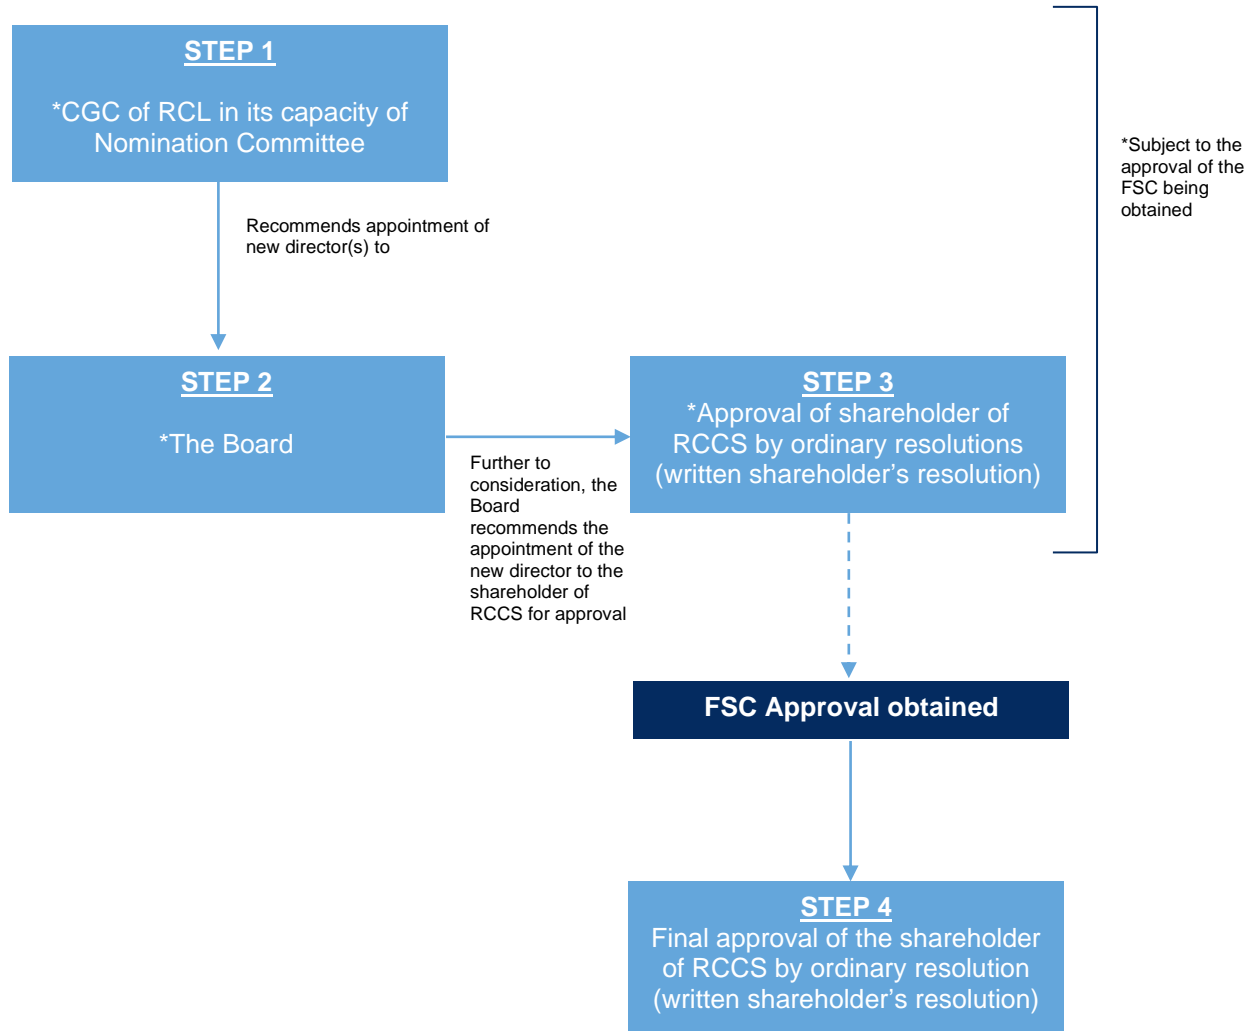 STEP 1
*CGC of RCL in its capacity of
Nomination Committee
*Subject to the
approval of the
FSC being
obtained
Recommends appointment of
new director(s) to
STEP 2
*The Board
Further to
consideration, the
Board
recommends the
appointment of the
new director to the
shareholder of
RCCS for approval
STEP 3
*Approval of shareholder of
RCCS by ordinary resolutions
(written shareholder’s resolution)
FSC Approval obtained
STEP 4
Final approval of the shareholder
of RCCS by ordinary resolution
(written shareholder’s resolution)